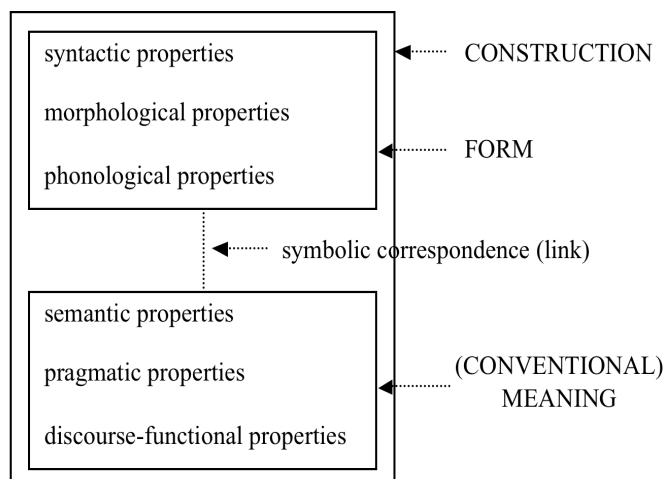 syntactic properties
CONSTRUCTION
morphological properties
FORM
phonological properties
symbolic correspondence (link)
semantic properties
pragmatic properties
(CONVENTIONAL)
MEANING
discourse-functional properties